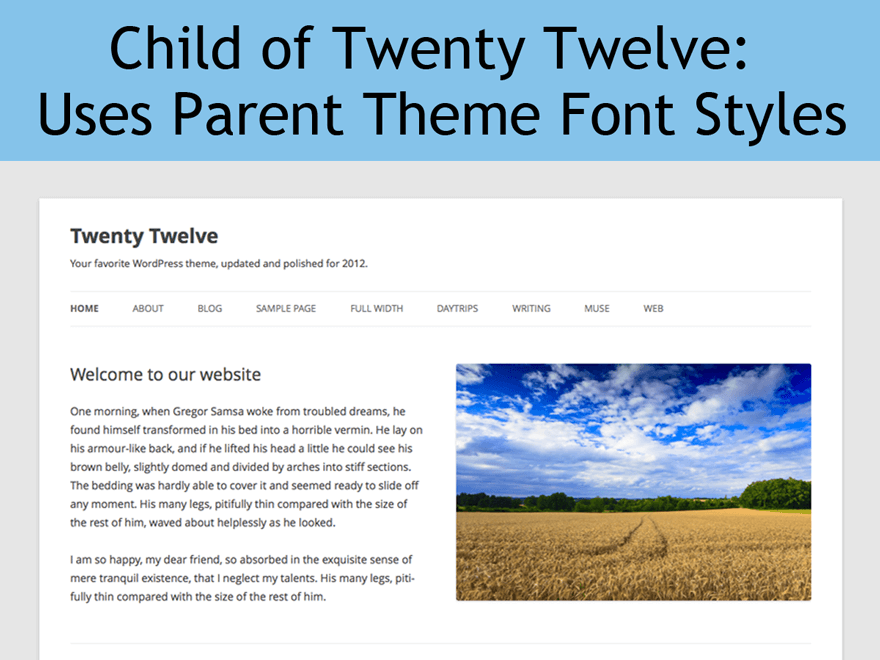 Child of Twenty Twelve:
Uses Parent Theme Font Styles
Twenty Twelve
Your favorite WordPress theme, updated and polished for 2012.
HOME ABOUT BLOG SAMPLE PAGE FULL WIDTH DAYTRIPS WRITING MUSE WEB
Welcome to our website
One morning, when Gregor Samsa woke from troubled dreams, he
found himself transformed in his bed into a horrible vermin. He lay on
his armour-like back, and if he lifted his head a little he could see his
brown belly, slightly domed and divided by arches into stiff sections.
The bedding was hardly able to cover it and seemed ready to slide off
any moment. His many legs, pitifully thin compared with the size of
the rest of him, waved about helplessly as he looked.
I am so happy, my dear friend, so absorbed in the exquisite sense of
mere tranquil existence, that I neglect my talents. His many legs, piti-
fully thin compared with the size of the rest of him.